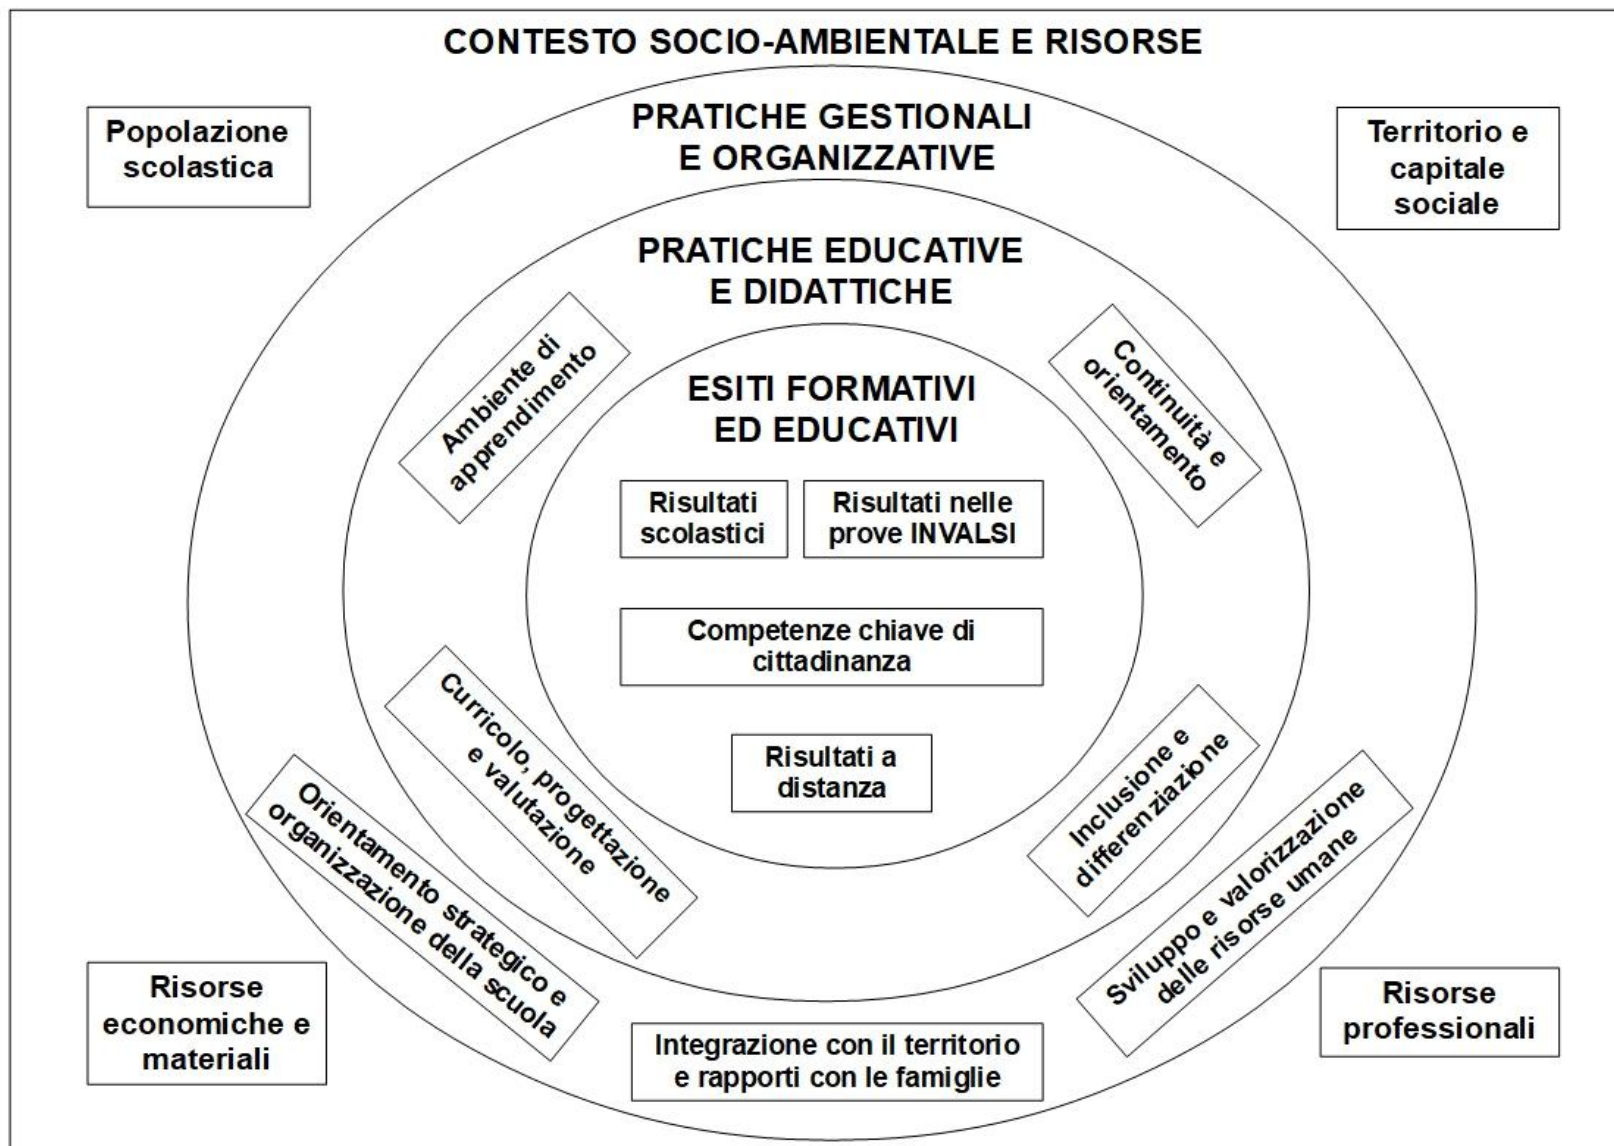 CONTESTO SOCIO-AMBIENTALE E RISORSE
Popolazione
scolastica
Territorio e
capitale
sociale
PRATICHE GESTIONALI
E ORGANIZZATIVE
PRATICHE EDUCATIVE
E DIDATTICHE
Ambiente di
apprendimento
Continuità e
orientamento
ESITI FORMATIVI
ED EDUCATIVI
Risultati
scolastici
Risultati nelle
prove INVALSI
Competenze chiave di
cittadinanza
Risultati a
distanza
Curricolo, progettazione
e valutazione
Inclusione e
differenziazione
Orientamento strategico e
organizzazione della scuola
Sviluppo e valorizzazione
delle risorse umane
Integrazione con il territorio
e rapporti con le famiglie
Risorse
economiche e
materiali
Risorse
professionali